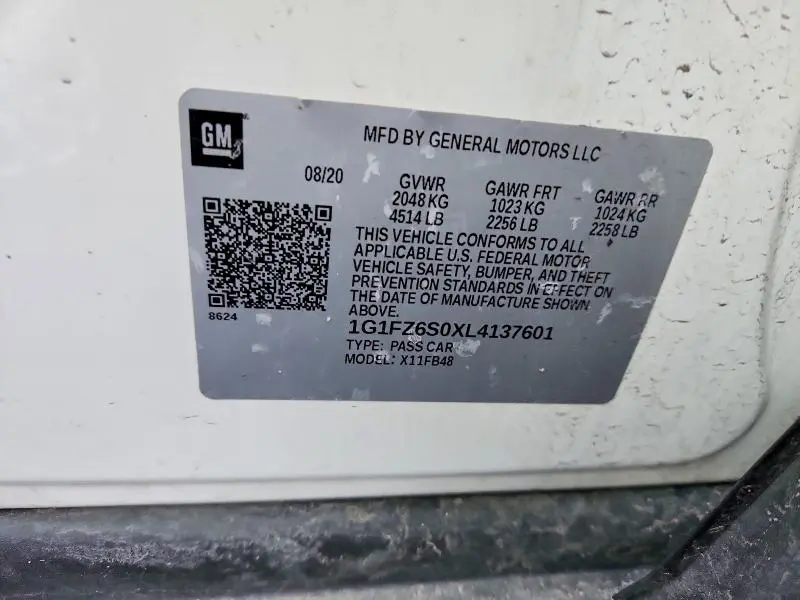 GM
MFD BY GENERAL MOTORS LLC
08/20
GVWR
2048 KG
4514 LB
GAWR FRT
1023 KG
2256 LB
GAWR RR
1024 KG
2258 LB
THIS VEHICLE CONFORMS TO ALL
APPLICABLE U.S. FEDERAL MOTOR
VEHICLE SAFETY, BUMPER, AND THEFT
PREVENTION STANDARDS IN EFFECT ON
THE DATE OF MANUFACTURE SHOWN
ABOVE.
8624
1G1FZ6S0XL4137601
TYPE: PASS CAR
MODEL: X11FB48